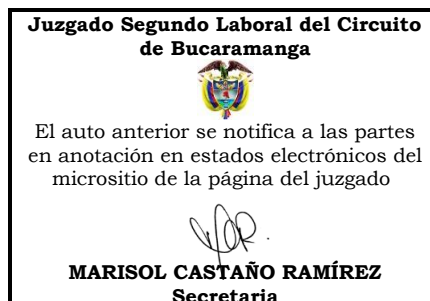 Juzgado Segundo Laboral del Circuito
de Bucaramanga
El auto anterior se notifica a las partes
en anotación en estados electrónicos del
micrositio de la página del juzgado
MARISOL CASTAÑO RAMÍREZ
Secretaria